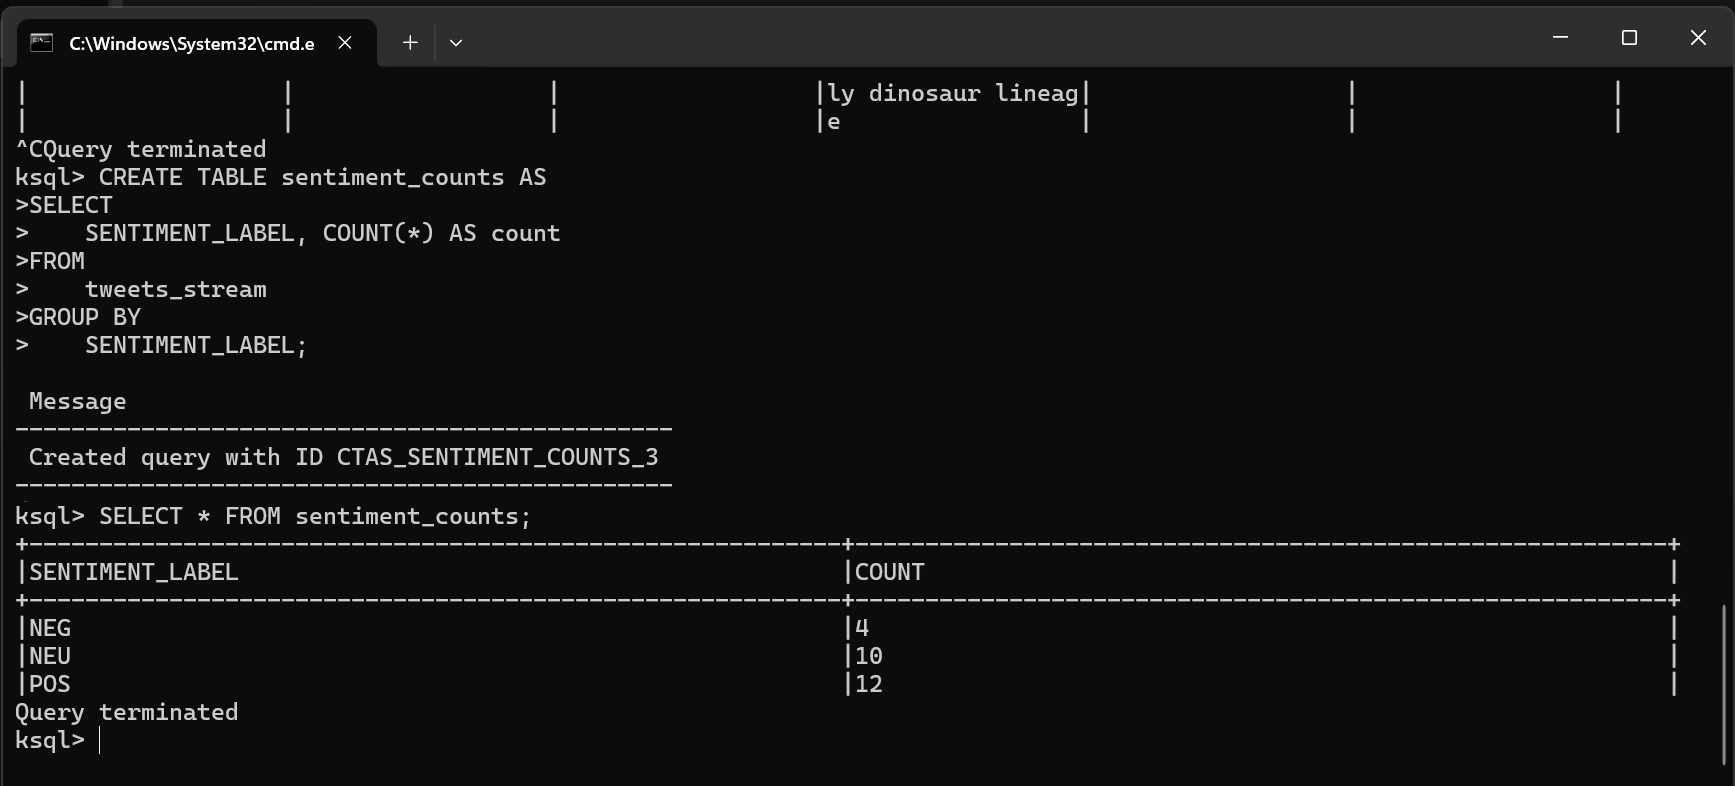 C:\Windows\System32\cmd.e
| | | |ly dinosaur lineag| | |
| | | |e | | |
^CQuery terminated
ksql> CREATE TABLE sentiment_counts AS
>SELECT
>    SENTIMENT_LABEL, COUNT(*) AS count
>FROM
>    tweets_stream
>GROUP BY
>    SENTIMENT_LABEL;
Message
-----------------------------------------------
Created query with ID CTAS_SENTIMENT_COUNTS_3
-----------------------------------------------
ksql> SELECT * FROM sentiment_counts;
+----------------------------------------------------------+----------------------------------------------------------+
|SENTIMENT_LABEL |COUNT |
+----------------------------------------------------------+----------------------------------------------------------+
|NEG |4 |
|NEU |10 |
|POS |12 |
Query terminated
ksql>